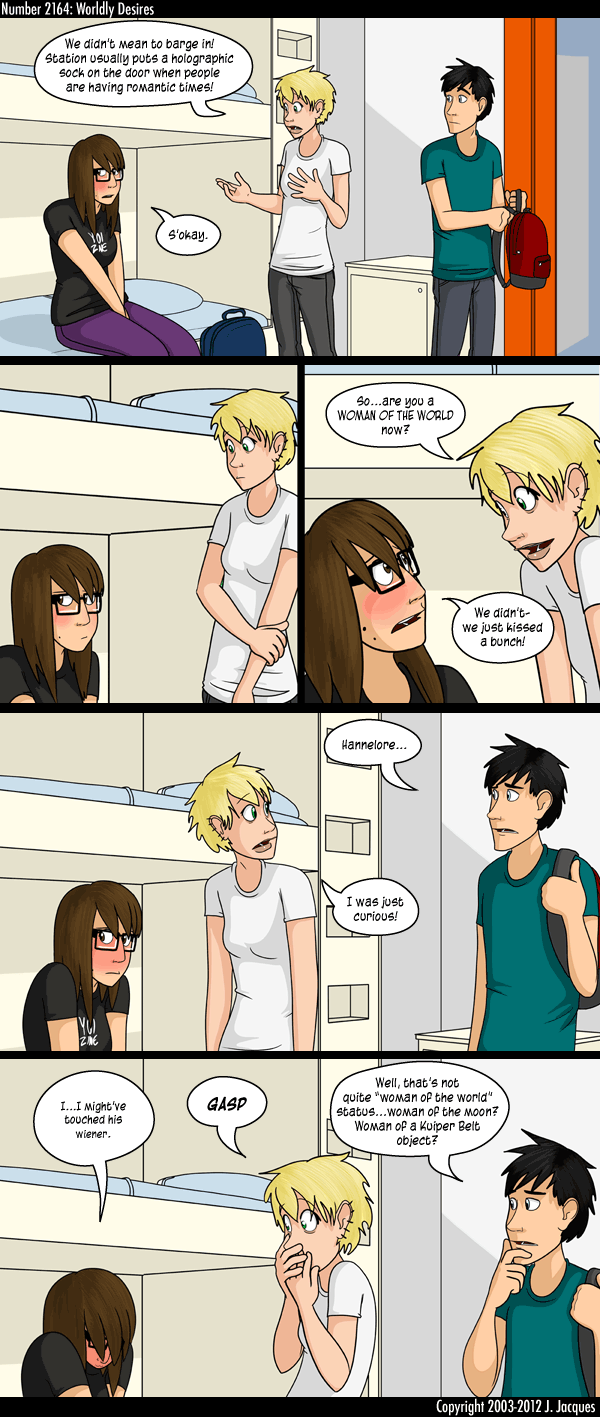 Number 2164: Worldly Desires
We didn't mean to barge in!
Station usually puts a holographic
sock on the door when people
are having romantic times!
S'okay.
YOI
ZINE
So...are you a
WOMAN OF THE WORLD
now?
We didn't-
we just kissed
a bunch!
Hannelore...
I was just
curious!
YOI
ZINE
I...I might've
touched his
wiener.
GASP
Well, that's not
quite "woman of the world"
status...woman of the moon?
Woman of a Kuiper Belt
object?
Copyright 2003-2012 J. Jacques